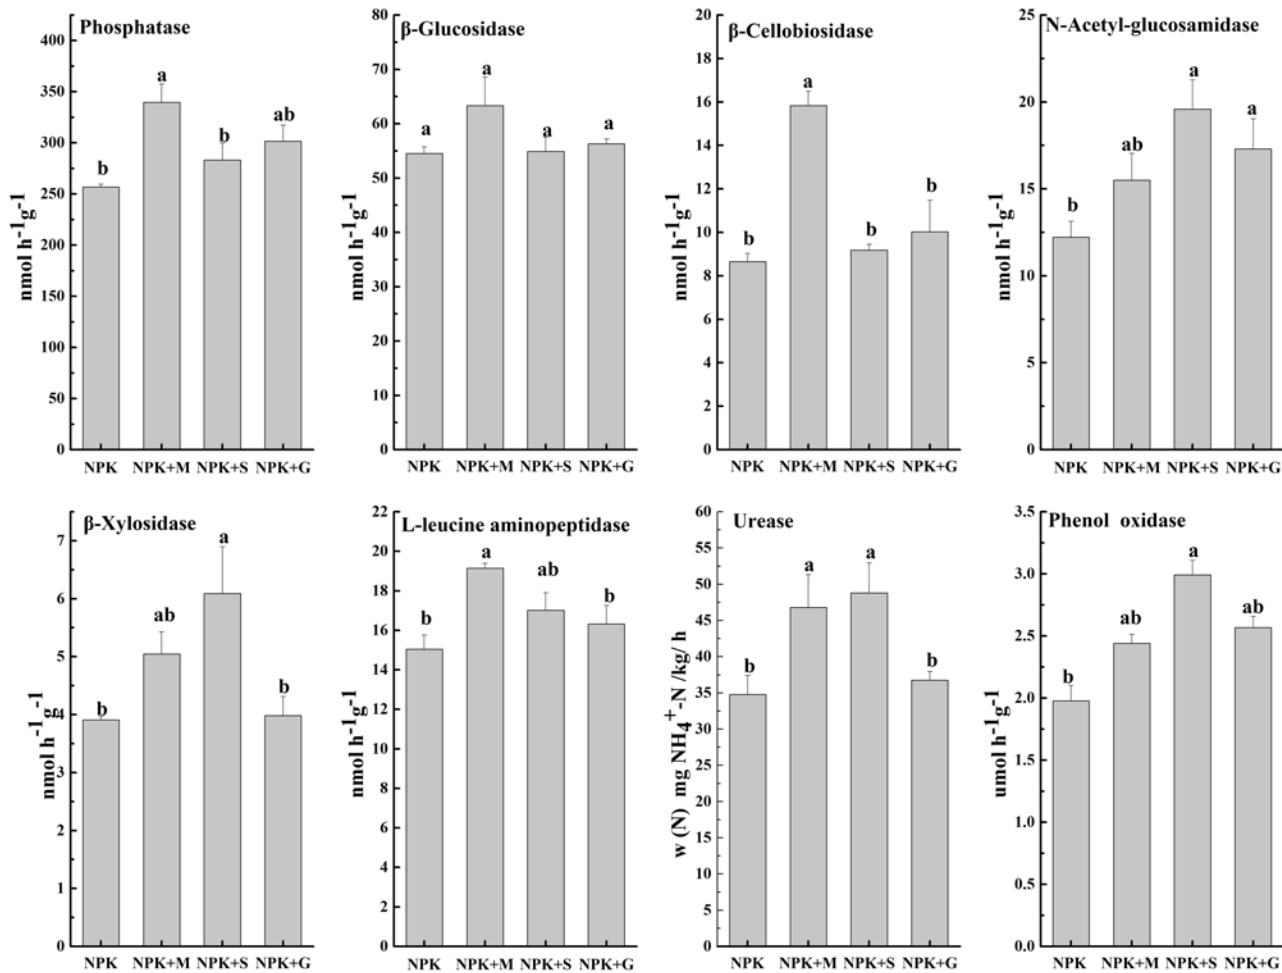 Phosphatase
400
350
300
250
200
150
100
50
0
nmol h-1g-1
b
a
b
ab
NPK NPK+M NPK+S NPK+G
β-Glucosidase
80
70
60
50
40
30
20
10
0
nmol h-1g-1
a
a
a
a
NPK NPK+M NPK+S NPK+G
β-Cellobiosidase
20
18
16
14
12
10
8
6
4
2
0
nmol h-1g-1
b
a
b
b
NPK NPK+M NPK+S NPK+G
N-Acetyl-glucosamidase
25
20
15
10
5
0
nmol h-1g-1
b
ab
a
a
NPK NPK+M NPK+S NPK+G
β-Xylosidase
7
6
5
4
3
2
1
0
nmol h-1g-1
b
ab
a
b
NPK NPK+M NPK+S NPK+G
L-leucine aminopeptidase
22
20
18
16
14
12
10
8
6
4
2
0
nmol h-1g-1
b
a
ab
b
NPK NPK+M NPK+S NPK+G
Urease
60
55
50
45
40
35
30
25
20
15
10
5
0
w (N) mg NH4+-N /kg/ h
b
a
a
b
NPK NPK+M NPK+S NPK+G
Phenol oxidase
3.5
3.0
2.5
2.0
1.5
1.0
0.5
0.0
umol h-1g-1
b
ab
a
ab
NPK NPK+M NPK+S NPK+G